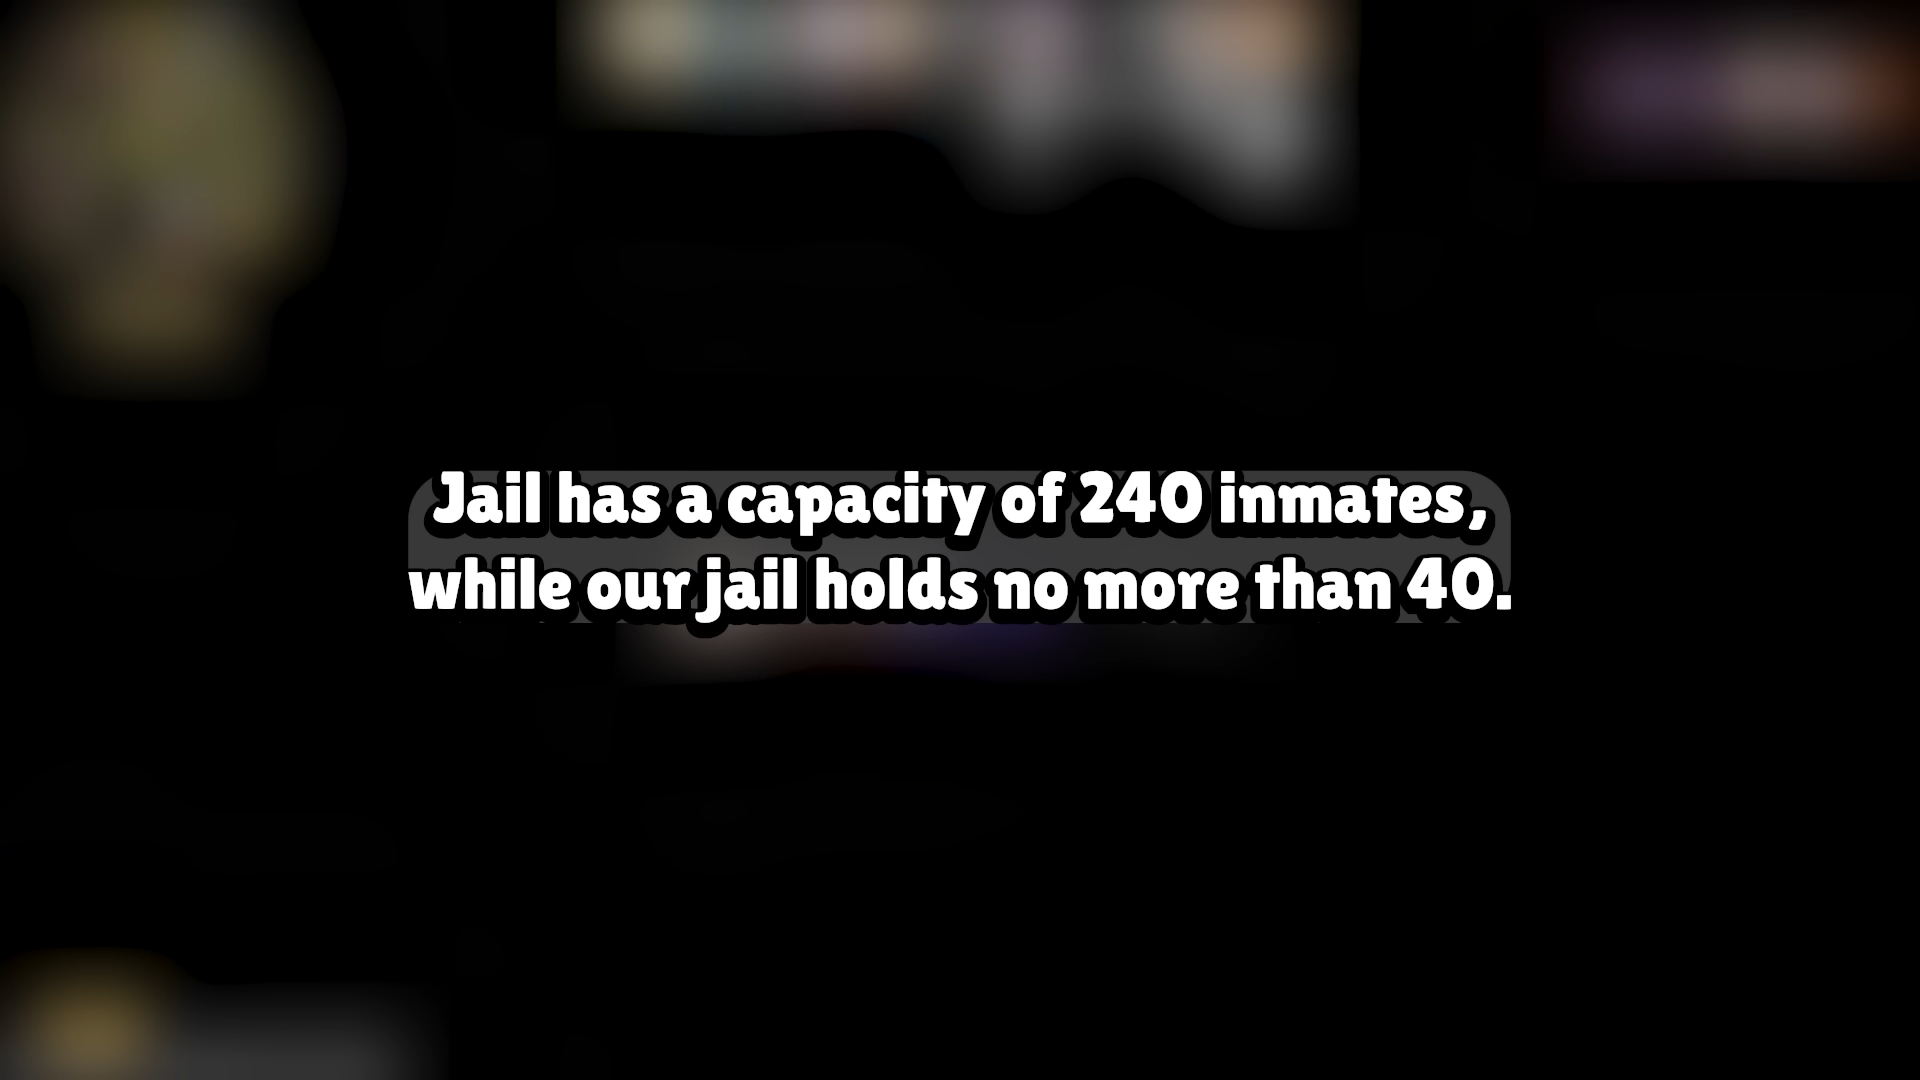 Jail has a capacity of 240 inmates,
while our jail holds no more than 40.